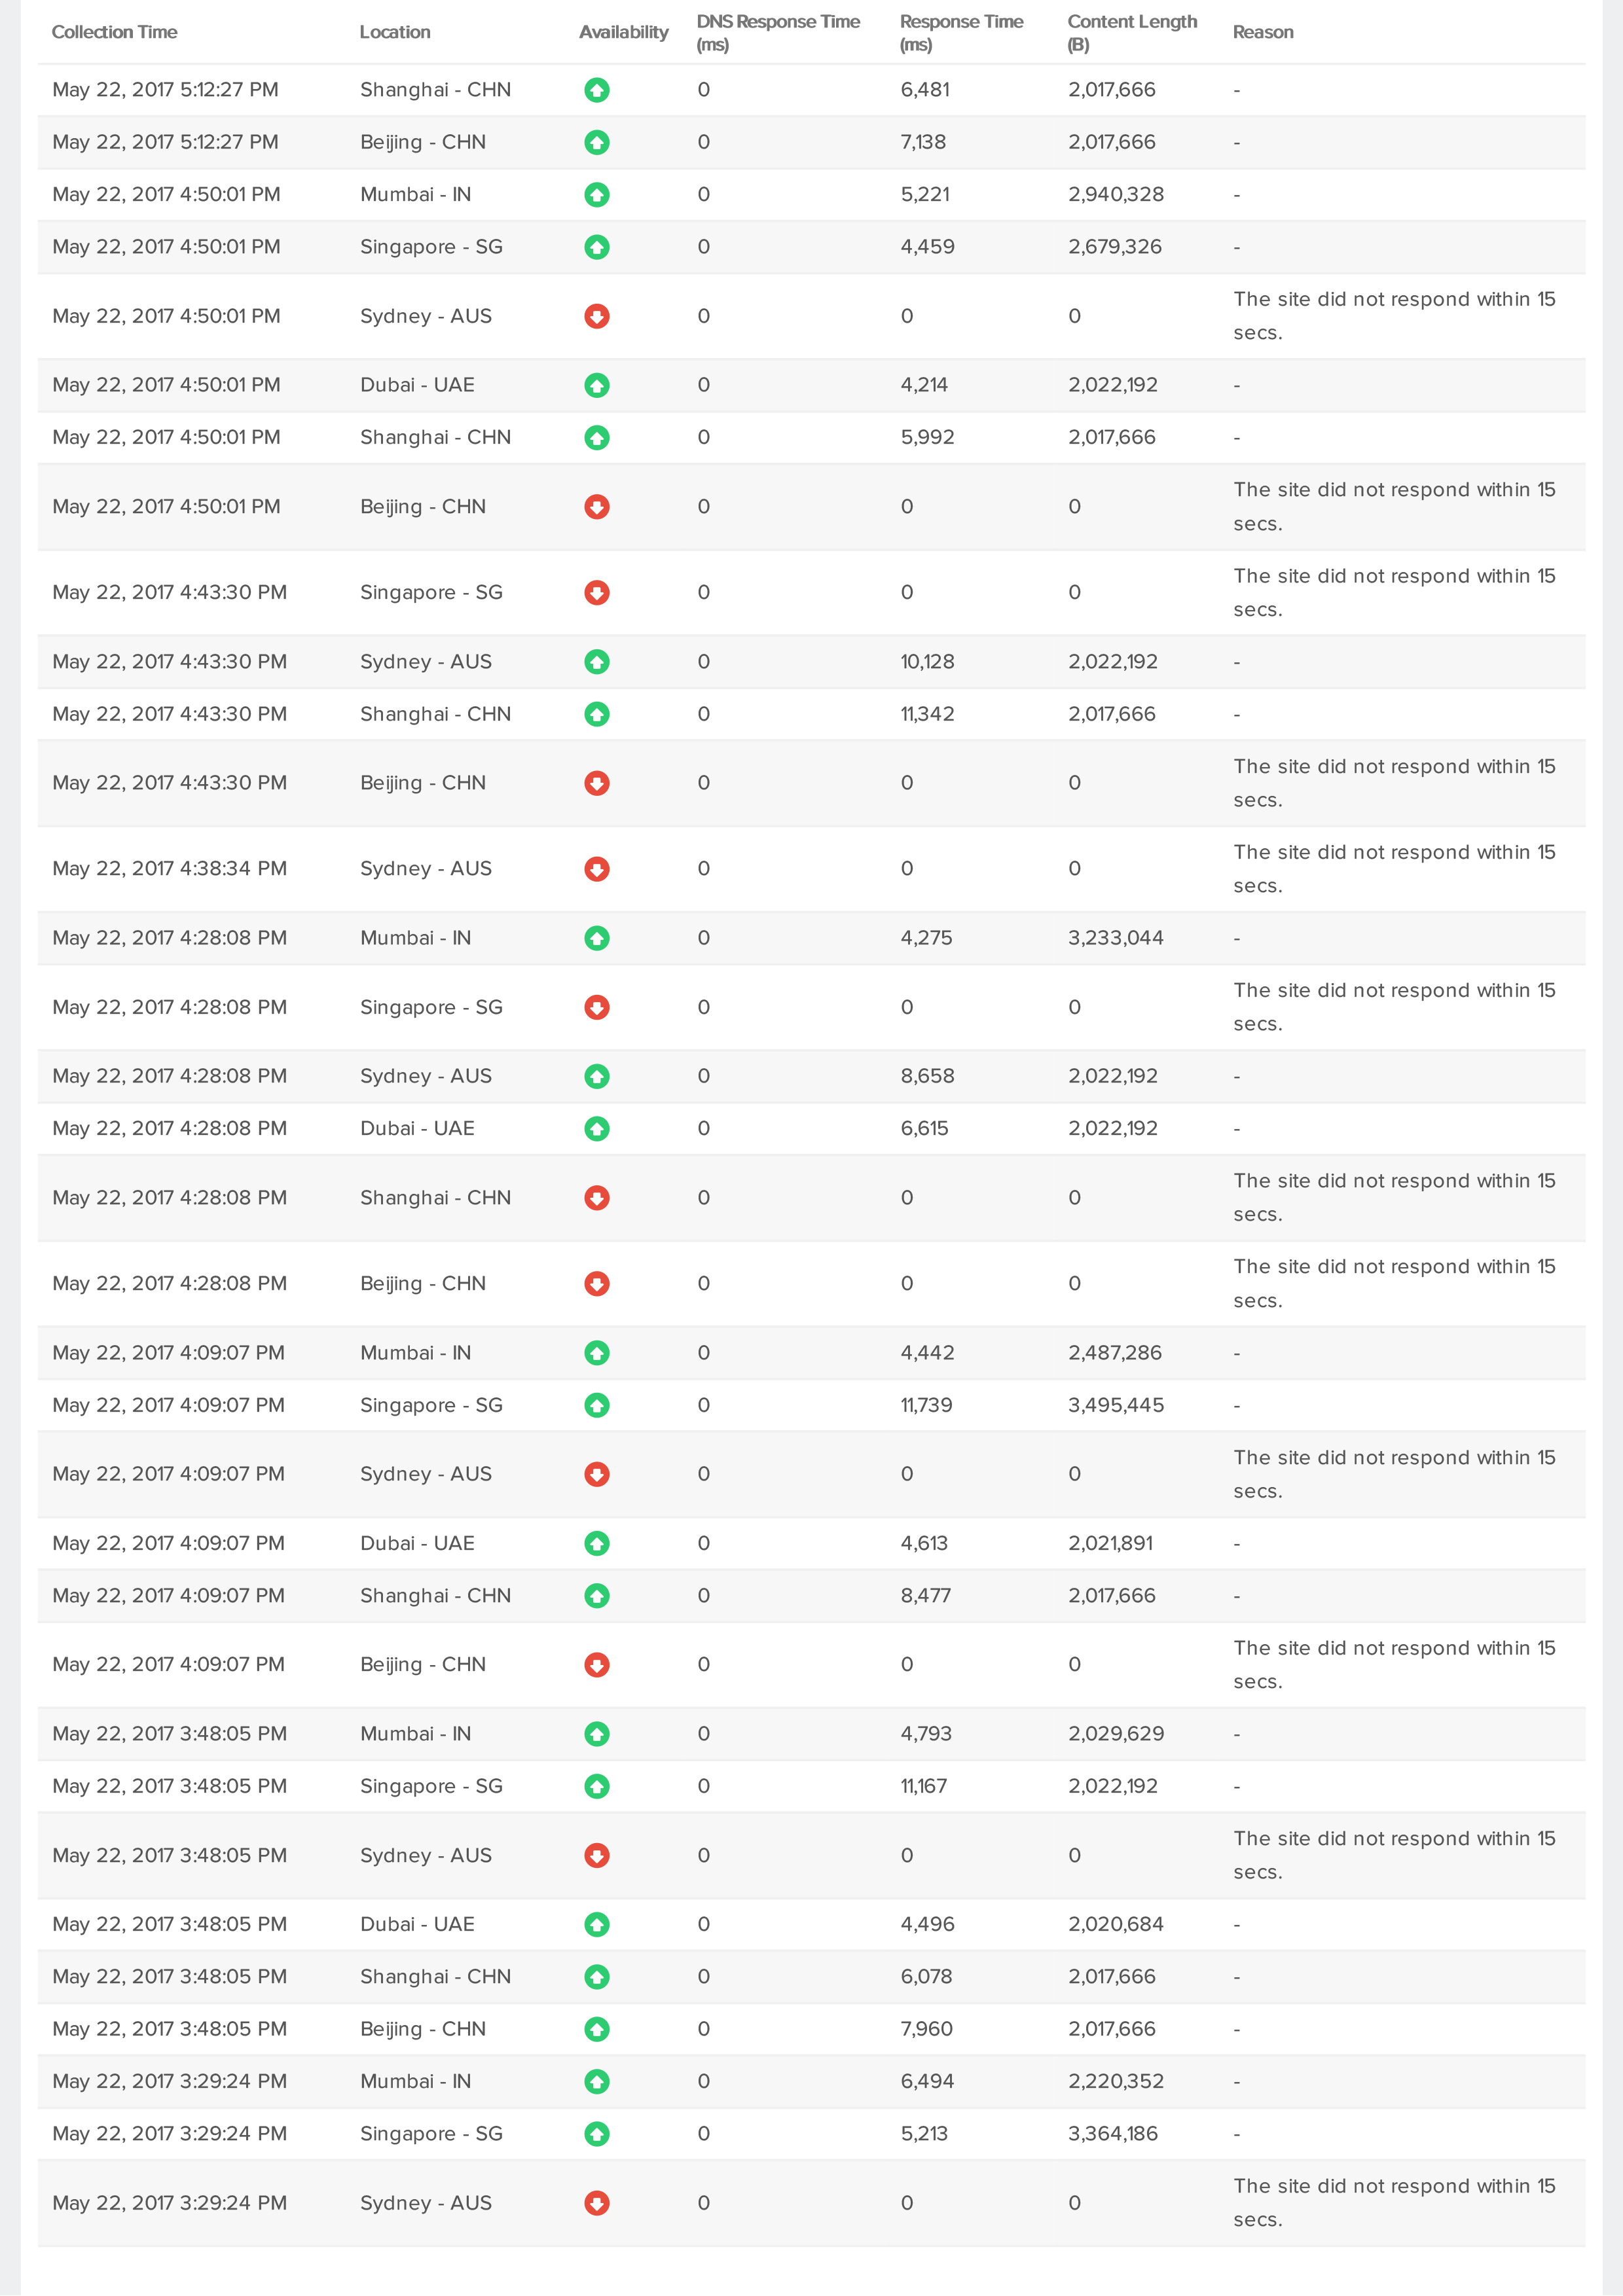 Collection Time Location Availability DNS Response Time (ms) Response Time (ms) Content Length (B) Reason
May 22, 2017 5:12:27 PM Shanghai - CHN 0 6,481 2,017,666 -
May 22, 2017 5:12:27 PM Beijing - CHN 0 7,138 2,017,666 -
May 22, 2017 4:50:01 PM Mumbai - IN 0 5,221 2,940,328 -
May 22, 2017 4:50:01 PM Singapore - SG 0 4,459 2,679,326 -
May 22, 2017 4:50:01 PM Sydney - AUS 0 0 0 The site did not respond within 15
secs.
May 22, 2017 4:50:01 PM Dubai - UAE 0 4,214 2,022,192 -
May 22, 2017 4:50:01 PM Shanghai - CHN 0 5,992 2,017,666 -
May 22, 2017 4:50:01 PM Beijing - CHN 0 0 0 The site did not respond within 15
secs.
May 22, 2017 4:43:30 PM Singapore - SG 0 0 0 The site did not respond within 15
secs.
May 22, 2017 4:43:30 PM Sydney - AUS 0 10,128 2,022,192 -
May 22, 2017 4:43:30 PM Shanghai - CHN 0 11,342 2,017,666 -
May 22, 2017 4:43:30 PM Beijing - CHN 0 0 0 The site did not respond within 15
secs.
May 22, 2017 4:38:34 PM Sydney - AUS 0 0 0 The site did not respond within 15
secs.
May 22, 2017 4:28:08 PM Mumbai - IN 0 4,275 3,233,044 -
May 22, 2017 4:28:08 PM Singapore - SG 0 0 0 The site did not respond within 15
secs.
May 22, 2017 4:28:08 PM Sydney - AUS 0 8,658 2,022,192 -
May 22, 2017 4:28:08 PM Dubai - UAE 0 6,615 2,022,192 -
May 22, 2017 4:28:08 PM Shanghai - CHN 0 0 0 The site did not respond within 15
secs.
May 22, 2017 4:28:08 PM Beijing - CHN 0 0 0 The site did not respond within 15
secs.
May 22, 2017 4:09:07 PM Mumbai - IN 0 4,442 2,487,286 -
May 22, 2017 4:09:07 PM Singapore - SG 0 11,739 3,495,445 -
May 22, 2017 4:09:07 PM Sydney - AUS 0 0 0 The site did not respond within 15
secs.
May 22, 2017 4:09:07 PM Dubai - UAE 0 4,613 2,021,891 -
May 22, 2017 4:09:07 PM Shanghai - CHN 0 8,477 2,017,666 -
May 22, 2017 4:09:07 PM Beijing - CHN 0 0 0 The site did not respond within 15
secs.
May 22, 2017 3:48:05 PM Mumbai - IN 0 4,793 2,029,629 -
May 22, 2017 3:48:05 PM Singapore - SG 0 11,167 2,022,192 -
May 22, 2017 3:48:05 PM Sydney - AUS 0 0 0 The site did not respond within 15
secs.
May 22, 2017 3:48:05 PM Dubai - UAE 0 4,496 2,020,684 -
May 22, 2017 3:48:05 PM Shanghai - CHN 0 6,078 2,017,666 -
May 22, 2017 3:48:05 PM Beijing - CHN 0 7,960 2,017,666 -
May 22, 2017 3:29:24 PM Mumbai - IN 0 6,494 2,220,352 -
May 22, 2017 3:29:24 PM Singapore - SG 0 5,213 3,364,186 -
May 22, 2017 3:29:24 PM Sydney - AUS 0 0 0 The site did not respond within 15
secs.